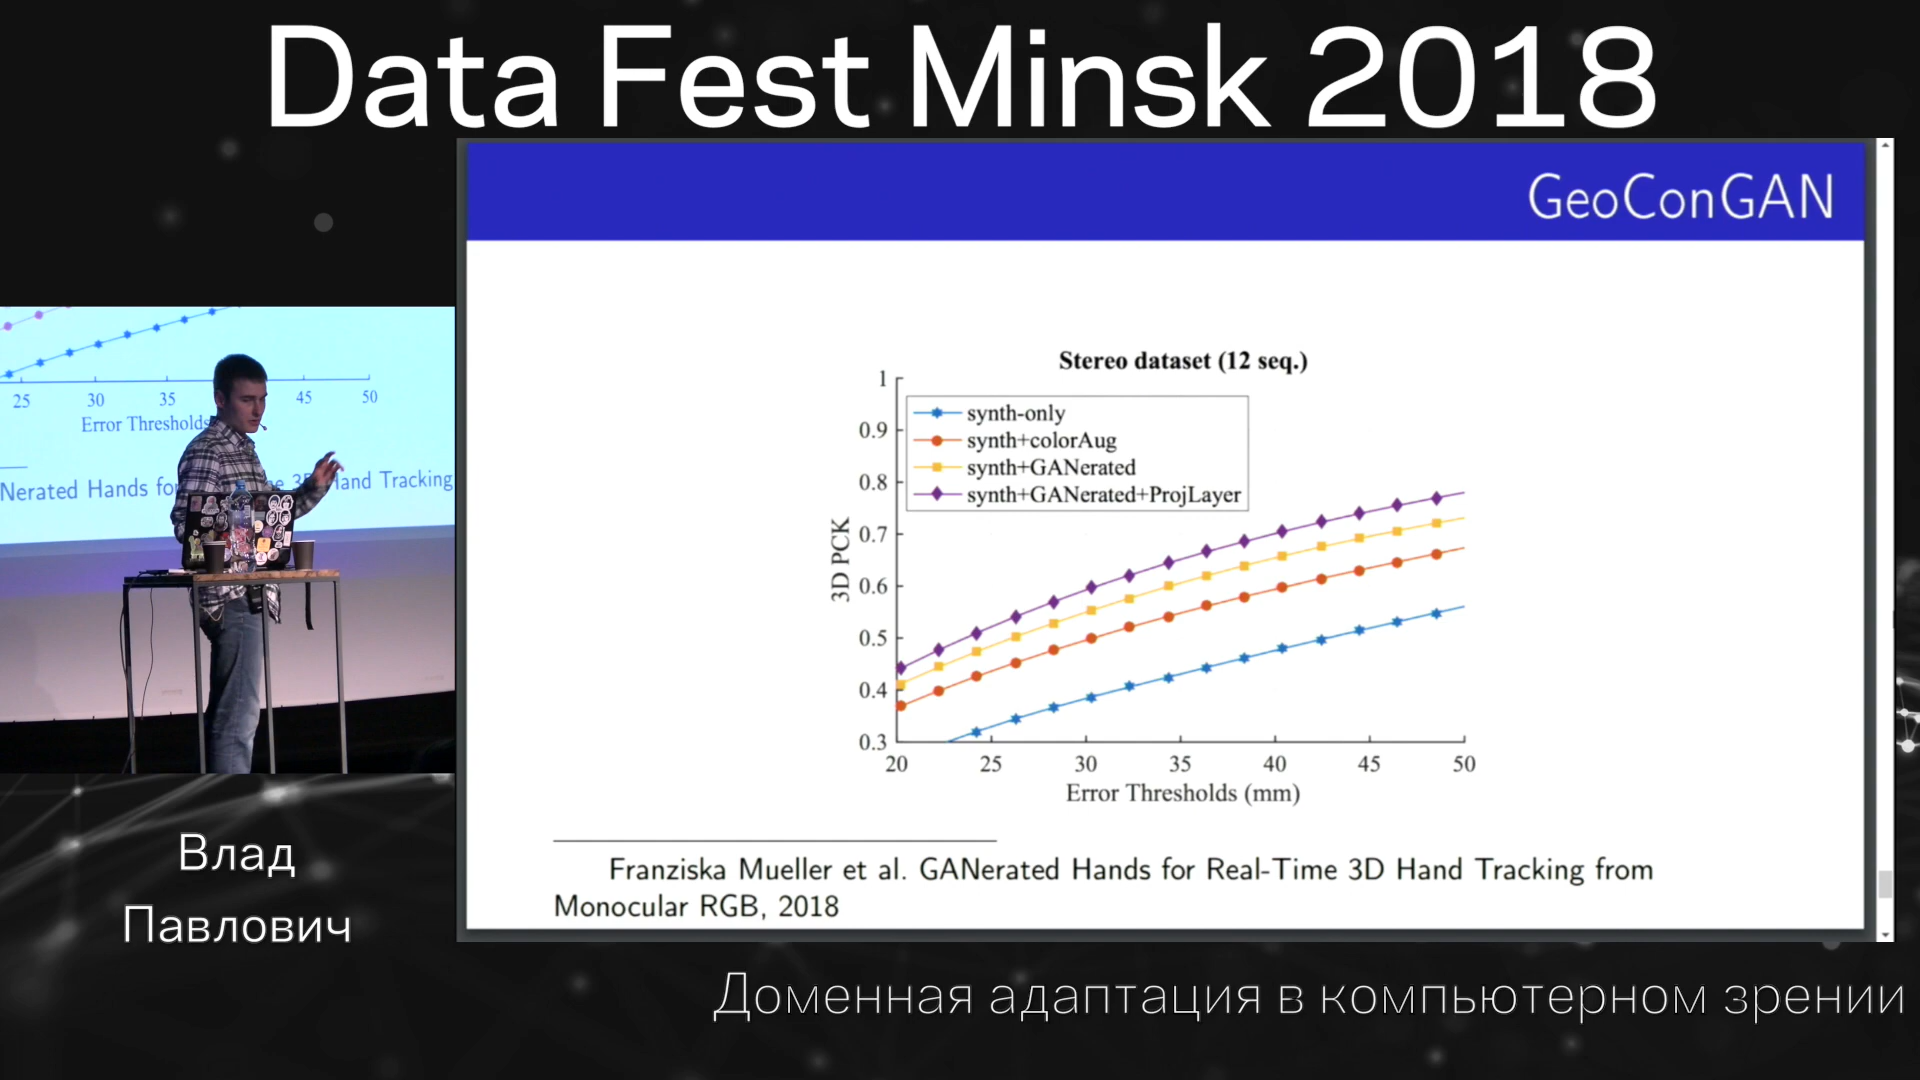 Data Fest Minsk 2018
GeoConGAN
Stereo dataset (12 seq.)
1
0.9
0.8
0.7
0.6
0.5
0.4
0.3
3D PCK
synth-only
synth+colorAug
synth+GANerated
synth+GANerated+ProjLayer
20 25 30 35 40 45 50
Error Thresholds (mm)
Franziska Mueller et al. GANerated Hands for Real-Time 3D Hand Tracking from
Monocular RGB, 2018
25 30 35 45 50
Error Thresholds
Nerated Hands for Hand Tracking
Влад
Павлович
Доменная адаптация в компьютерном зрении